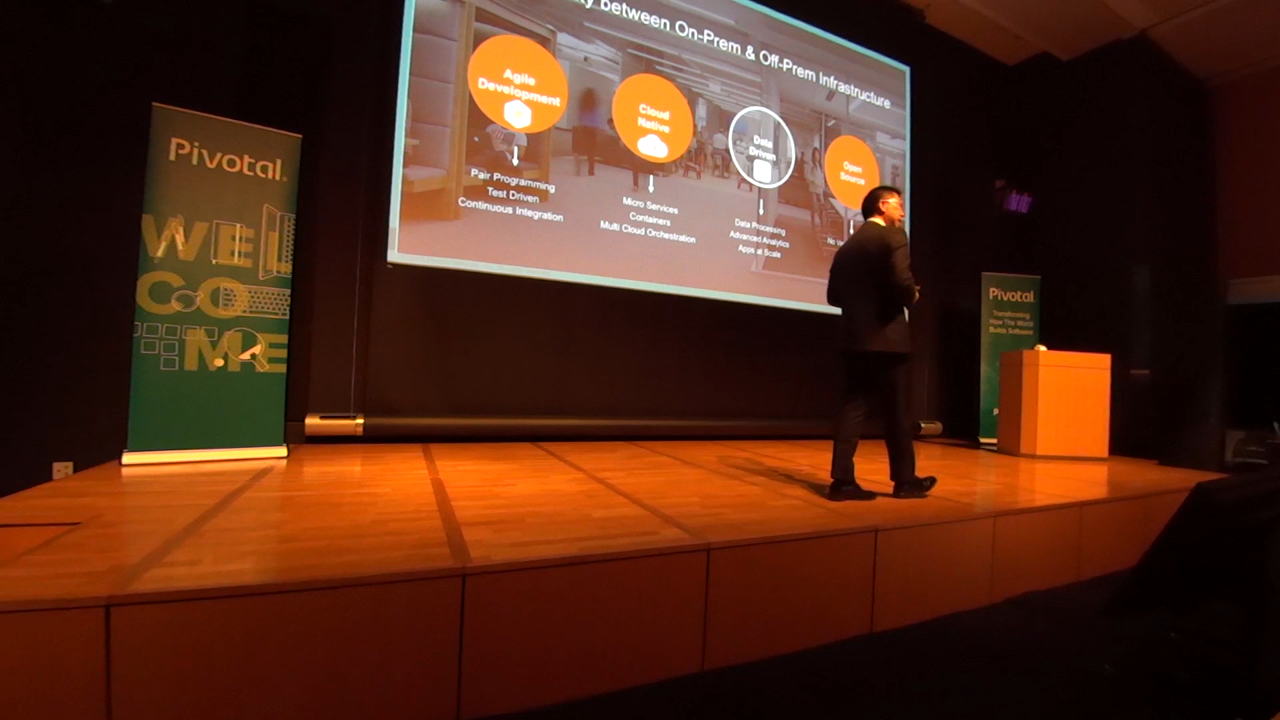 between On-Prem & Off-Prem Infrastructure
Agile
Development
Cloud
Native
Data
Driven
Open
Source
Pair Programming
Test Driven
Continuous Integration
Micro Services
Containers
Multi Cloud Orchestration
Data Processing
Advanced Analytics
Apps at Scale
No
Pivotal
WEL
CO
ME
Pivotal
Transforming
How The World
Builds Software